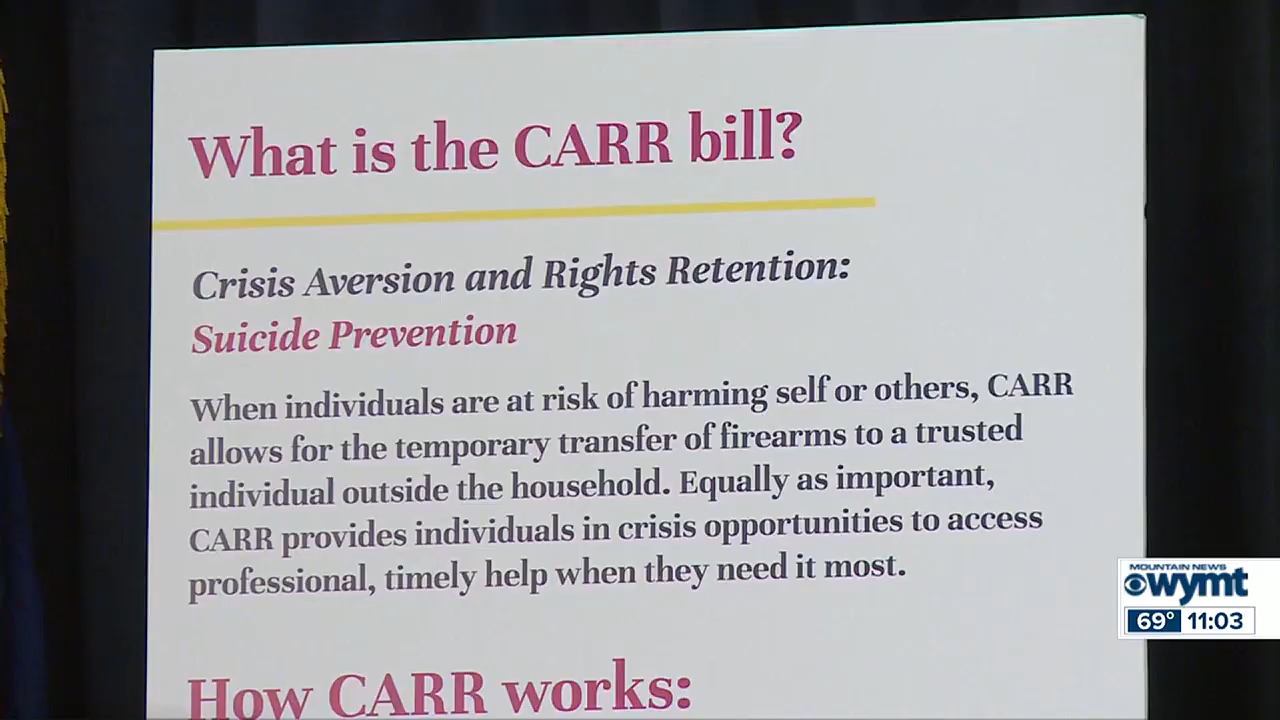 What is the CARR bill?
Crisis Aversion and Rights Retention:
Suicide Prevention
When individuals are at risk of harming self or others, CARR
allows for the temporary transfer of firearms to a trusted
individual outside the household. Equally as important,
CARR provides individuals in crisis opportunities to access
professional, timely help when they need it most.
How CARR works:
MOUNTAIN NEWS
wymt
69° 11:03